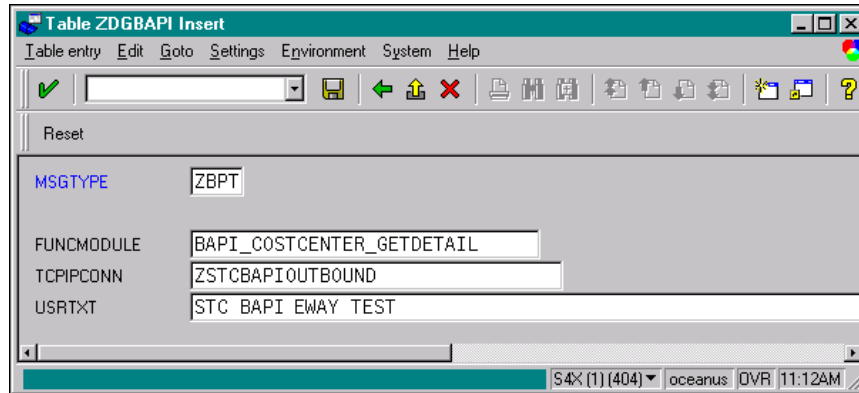 Table ZDGBAPI Insert
Table entry Edit Goto Settings Environment System Help
Reset
MSGTYPE ZBPT
FUNCMODULE BAPI_COSTCENTER_GETDETAIL
TCPIPCONN ZSTCBAPIOUTBOUND
USRTXT STC BAPI EWAY TEST
S4X (1) (404) oceanus OVR 11:12AM